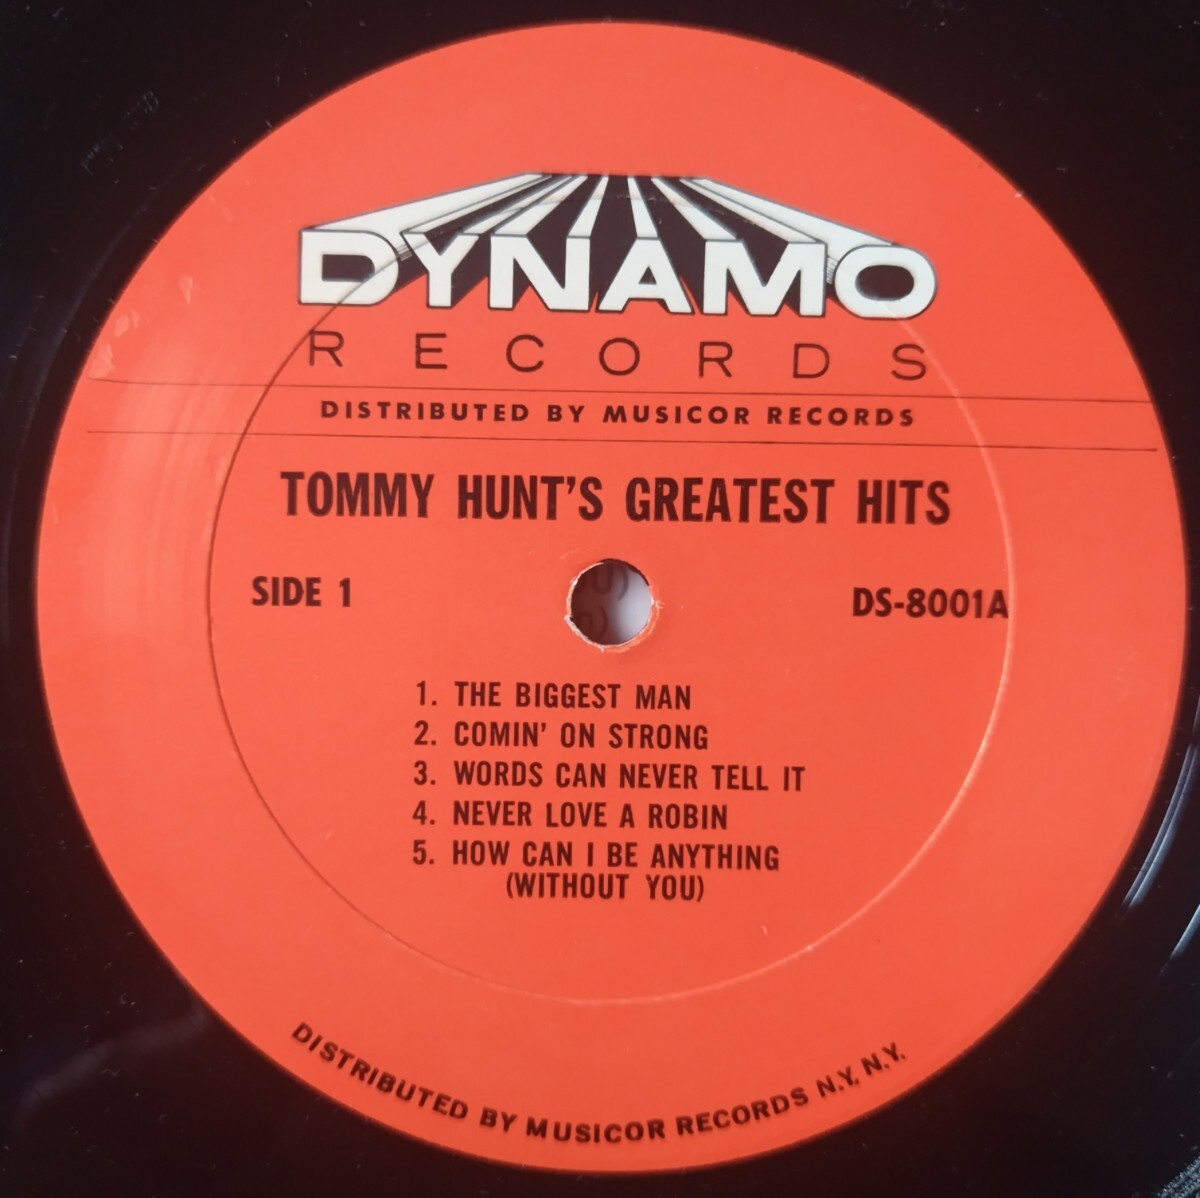 DYNAMO
RECORDS
DISTRIBUTED BY MUSICOR RECORDS
TOMMY HUNT'S GREATEST HITS
SIDE 1
DS-8001A
1. THE BIGGEST MAN
2. COMIN' ON STRONG
3. WORDS CAN NEVER TELL IT
4. NEVER LOVE A ROBIN
5. HOW CAN I BE ANYTHING
(WITHOUT YOU)
DISTRIBUTED BY MUSICOR RECORDS N.Y. N.Y.